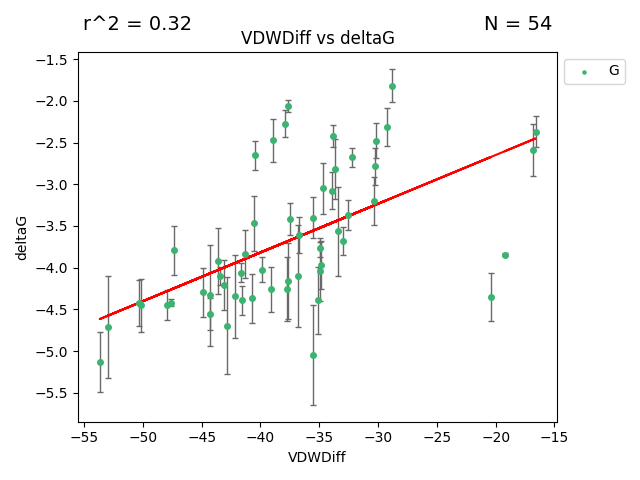 r^2 = 0.32
N = 54
VDWDiff vs deltaG
G
−1.5
−2.0
−2.5
−3.0
−3.5
−4.0
−4.5
−5.0
−5.5
deltaG
−55 −50 −45 −40 −35 −30 −25 −20 −15
VDWDiff